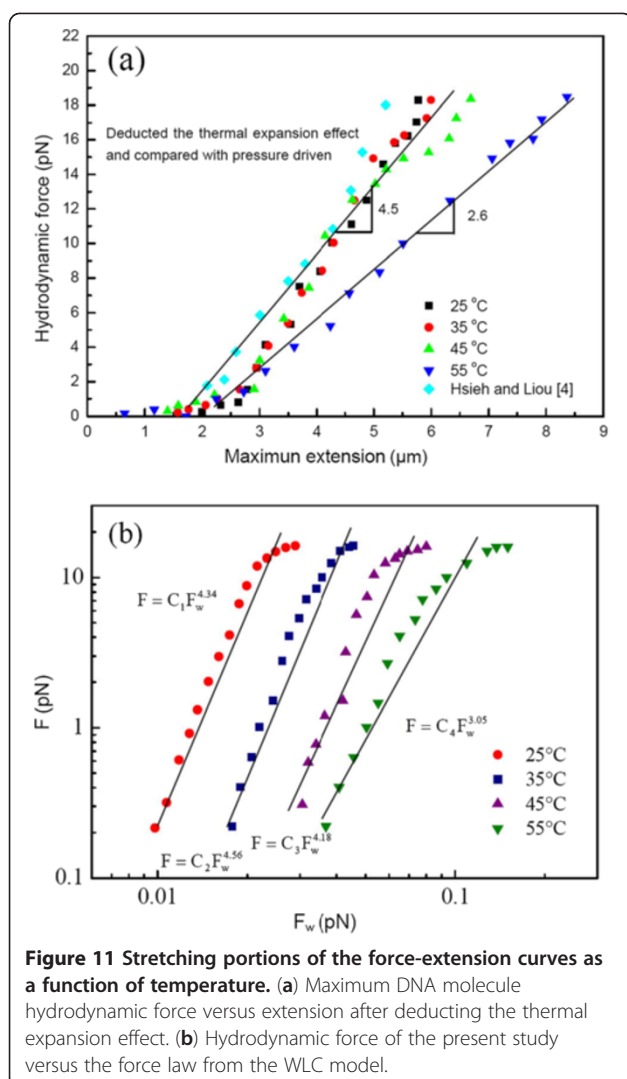 (a)
22
20
18
16
14
12
10
8
6
4
2
0
Hydrodynamic force (pN)
Deducted the thermal expansion effect
and compared with pressure driven
4.5
2.6
25 °C
35 °C
45 °C
55 °C
Hsieh and Liou [4]
0 1 2 3 4 5 6 7 8 9
Maximun extension (μm)
(b)
10
1
0.1
F (pN)
F = C₁F_w^4.34
F = C₄F_w^3.05
F = C₃F_w^4.18
F = C₂F_w^4.56
25°C
35°C
45°C
55°C
0.01 0.1
F_w (pN)
Figure 11 Stretching portions of the force-extension curves as
a function of temperature. (a) Maximum DNA molecule
hydrodynamic force versus extension after deducting the thermal
expansion effect. (b) Hydrodynamic force of the present study
versus the force law from the WLC model.